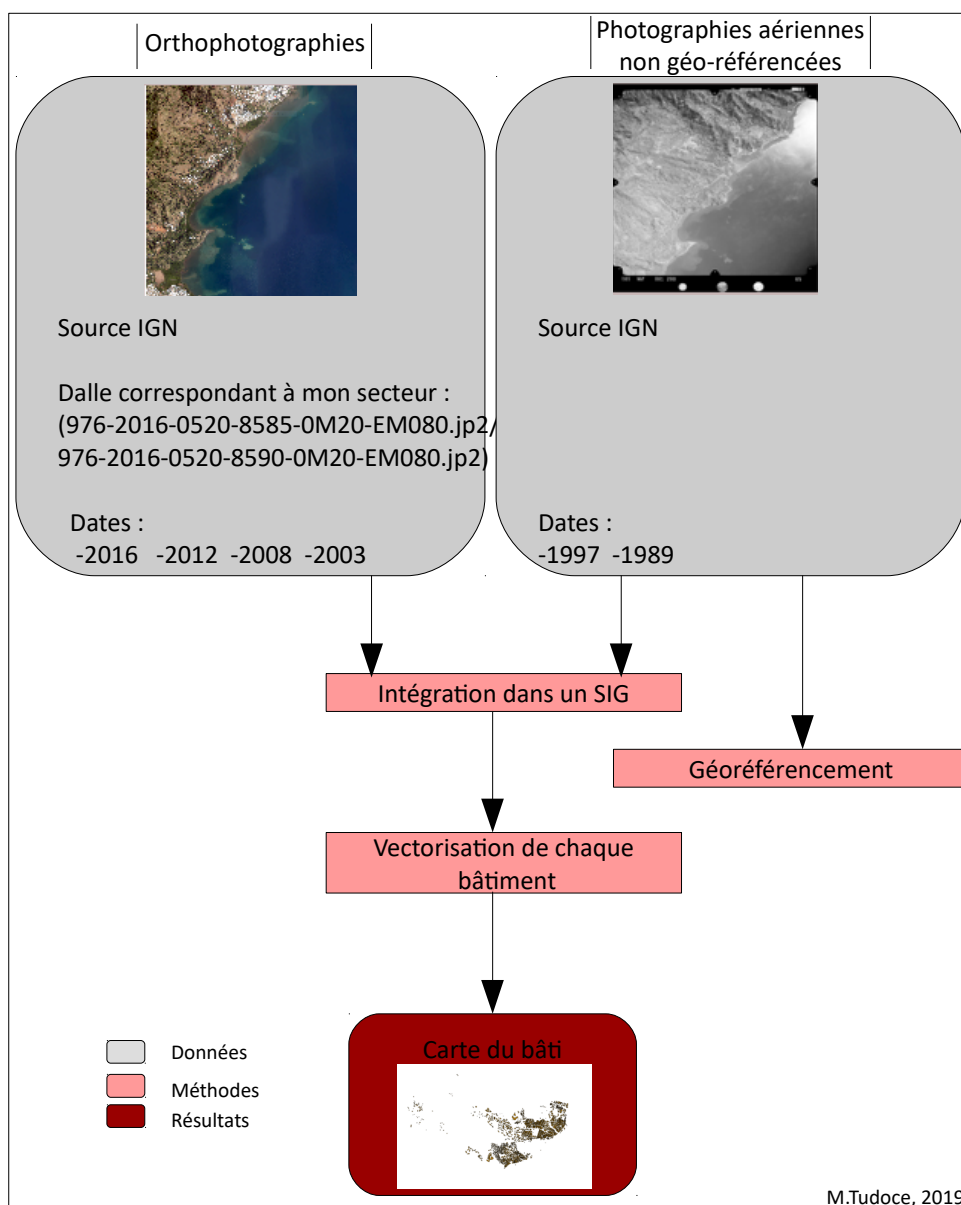 Orthophotographies
Photographies aériennes
non géo-référencées
Source IGN
Dalle correspondant à mon secteur :
(976-2016-0520-8585-0M20-EM080.jp2/
976-2016-0520-8590-0M20-EM080.jp2)
Dates :
-2016 -2012 -2008 -2003
Source IGN
Dates :
-1997 -1989
Intégration dans un SIG
Géoréférencement
Vectorisation de chaque
bâtiment
Carte du bâti
Données
Méthodes
Résultats
M.Tudoce, 2019